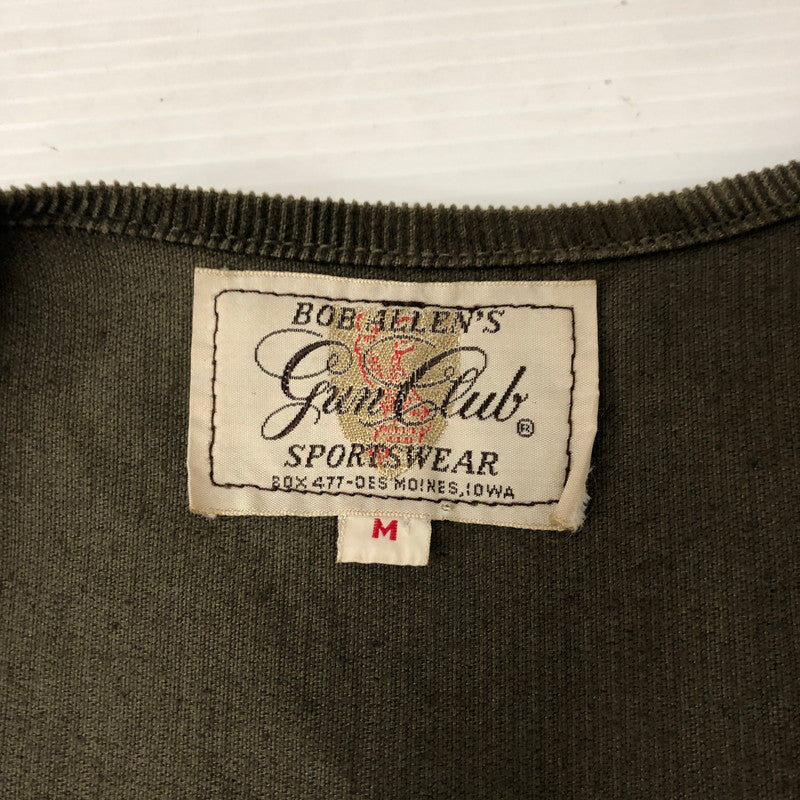 BOB ALLEN'S
Gun Club ®
SPORTSWEAR
BOX 477-DES MOINES, IOWA
M